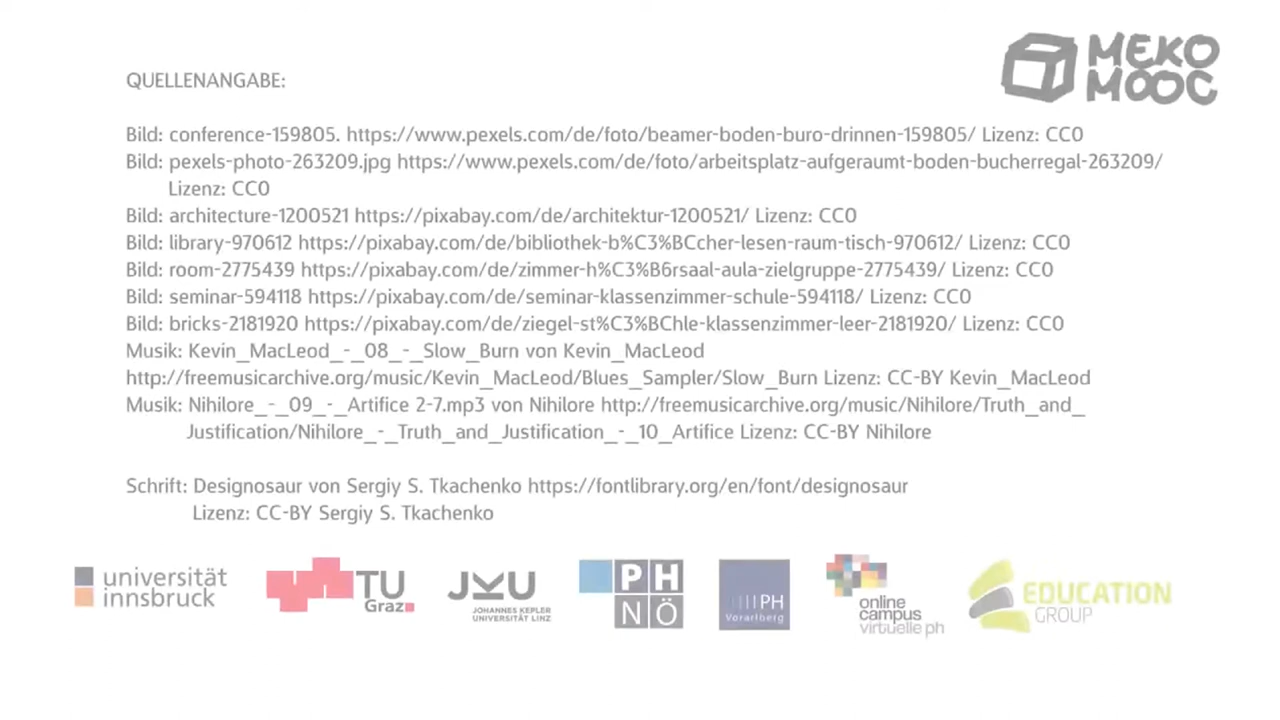 MEKO
MOOC
QUELLENANGABE:
Bild: conference-159805. https://www.pexels.com/de/foto/beamer-boden-buro-drinnen-159805/ Lizenz: CC0
Bild: pexels-photo-263209.jpg https://www.pexels.com/de/foto/arbeitsplatz-aufgeraumt-boden-bucherregal-263209/
Lizenz: CC0
Bild: architecture-1200521 https://pixabay.com/de/architektur-1200521/ Lizenz: CC0
Bild: library-970612 https://pixabay.com/de/bibliothek-b%C3%BCcher-lesen-raum-tisch-970612/ Lizenz: CC0
Bild: room-2775439 https://pixabay.com/de/zimmer-h%C3%B6rsaal-aula-zielgruppe-2775439/ Lizenz: CC0
Bild: seminar-594118 https://pixabay.com/de/seminar-klassenzimmer-schule-594118/ Lizenz: CC0
Bild: bricks-2181920 https://pixabay.com/de/ziegel-st%C3%BChle-klassenzimmer-leer-2181920/ Lizenz: CC0
Musik: Kevin_MacLeod_-_08_-_Slow_Burn von Kevin_MacLeod
http://freemusicarchive.org/music/Kevin_MacLeod/Blues_Sampler/Slow_Burn Lizenz: CC-BY Kevin_MacLeod
Musik: Nihilore_-_09_-_Artifice 2-7.mp3 von Nihilore http://freemusicarchive.org/music/Nihilore/Truth_and_
Justification/Nihilore_-_Truth_and_Justification_-_10_Artifice Lizenz: CC-BY Nihilore
Schrift: Designosaur von Sergiy S. Tkachenko https://fontlibrary.org/en/font/designosaur
Lizenz: CC-BY Sergiy S. Tkachenko
universität
innsbruck
TU
Graz
JKU
JOHANNES KEPLER
UNIVERSITÄT LINZ
PH
NÖ
PH
Vorarlberg
online
campus
virtuelle ph
EDUCATION
GROUP